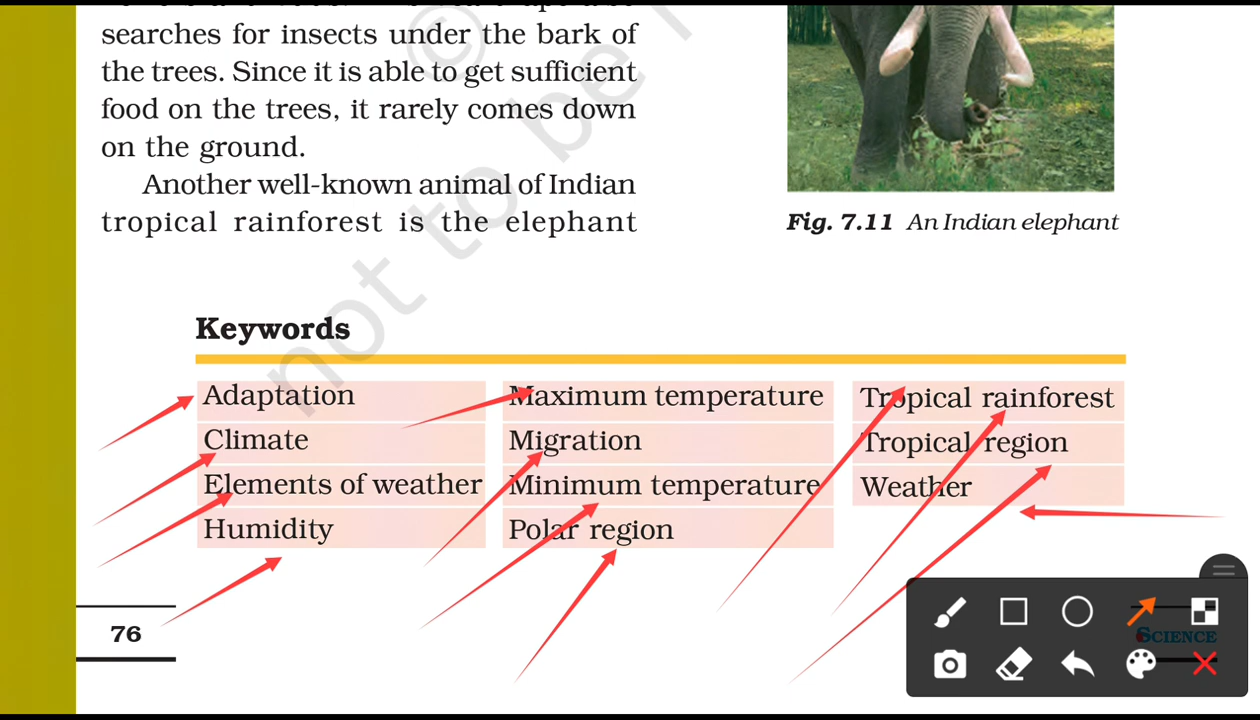 searches for insects under the bark of
the trees. Since it is able to get sufficient
food on the trees, it rarely comes down
on the ground.
Another well-known animal of Indian
tropical rainforest is the elephant
Fig. 7.11 An Indian elephant
© not to be
Keywords
Adaptation
Climate
Elements of weather
Humidity
Maximum temperature
Migration
Minimum temperature
Polar region
Tropical rainforest
Tropical region
Weather
76
SCIENCE